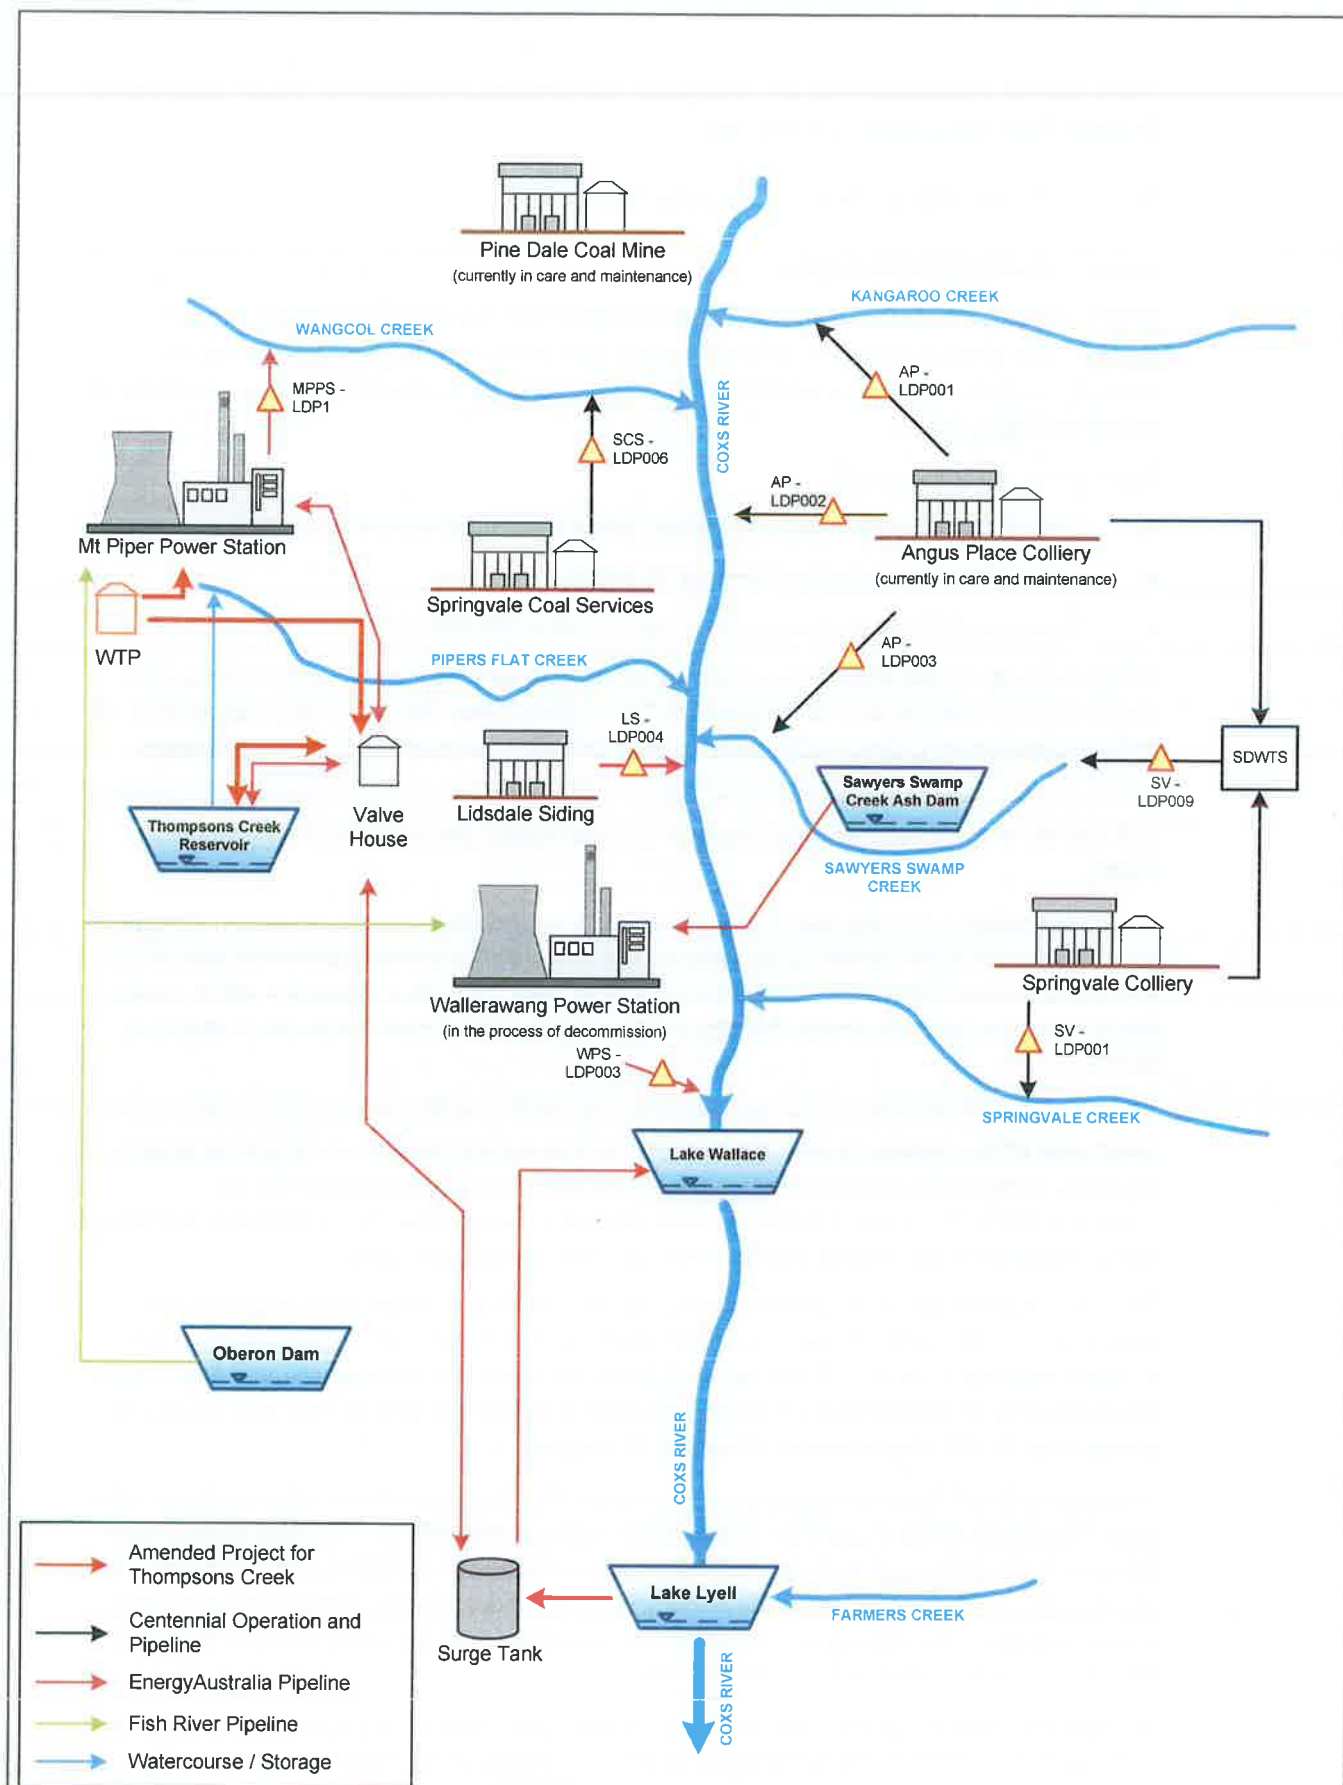 Pine Dale Coal Mine
(currently in care and maintenance)
KANGAROO CREEK
WANGCOL CREEK
COXS RIVER
MPPS -
LDP1
AP -
LDP001
SCS -
LDP006
AP -
LDP002
Mt Piper Power Station
Angus Place Colliery
(currently in care and maintenance)
Springvale Coal Services
WTP
PIPERS FLAT CREEK
AP -
LDP003
LS -
LDP004
SDWTS
SV -
LDP009
Sawyers Swamp
Creek Ash Dam
Thompsons Creek
Reservoir
Valve
House
Lidsdale Siding
SAWYERS SWAMP
CREEK
Springvale Colliery
Wallerawang Power Station
(in the process of decommission)
WPS -
LDP003
SV -
LDP001
SPRINGVALE CREEK
Lake Wallace
Oberon Dam
COXS RIVER
Lake Lyell
FARMERS CREEK
Surge Tank
COXS RIVER
Amended Project for
Thompsons Creek
Centennial Operation and
Pipeline
EnergyAustralia Pipeline
Fish River Pipeline
Watercourse / Storage